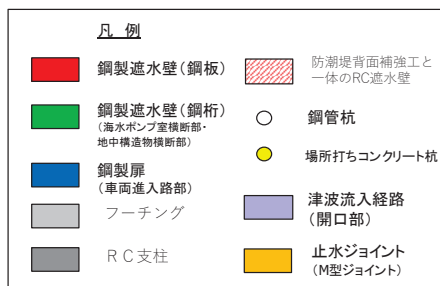 凡 例
鋼製遮水壁(鋼板)
鋼製遮水壁(鋼桁)
(海水ポンプ室横断部・
地中構造物横断部)
鋼製扉
(車両進入路部)
フーチング
RC支柱
防潮堤背面補強工と
一体のRC遮水壁
鋼管杭
場所打ちコンクリート杭
津波流入経路
(開口部)
止水ジョイント
(M型ジョイント)